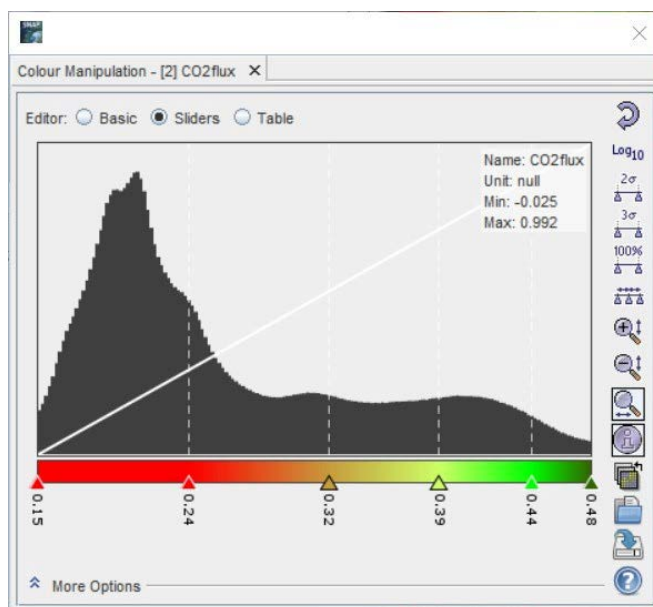 SNAP
Colour Manipulation - [2] CO2flux
Editor: Basic Sliders Table
Name: CO2flux
Unit: null
Min: -0.025
Max: 0.992
Log10
2σ
3σ
100%
0.15
0.24
0.32
0.39
0.44
0.48
More Options